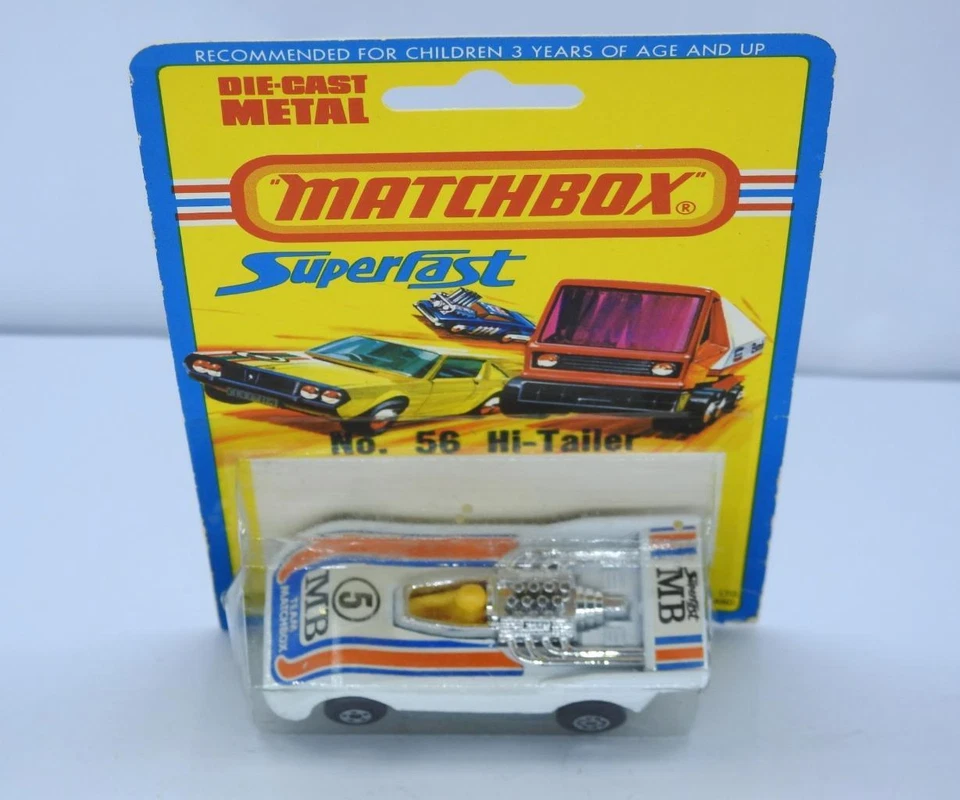 RECOMMENDED FOR CHILDREN 3 YEARS OF AGE AND UP
DIE-CAST
METAL
"MATCHBOX"®
Superfast
No. 56 Hi-Tailer
TEAM
MATCHBOX
MB
5
Superfast
MB
LTD